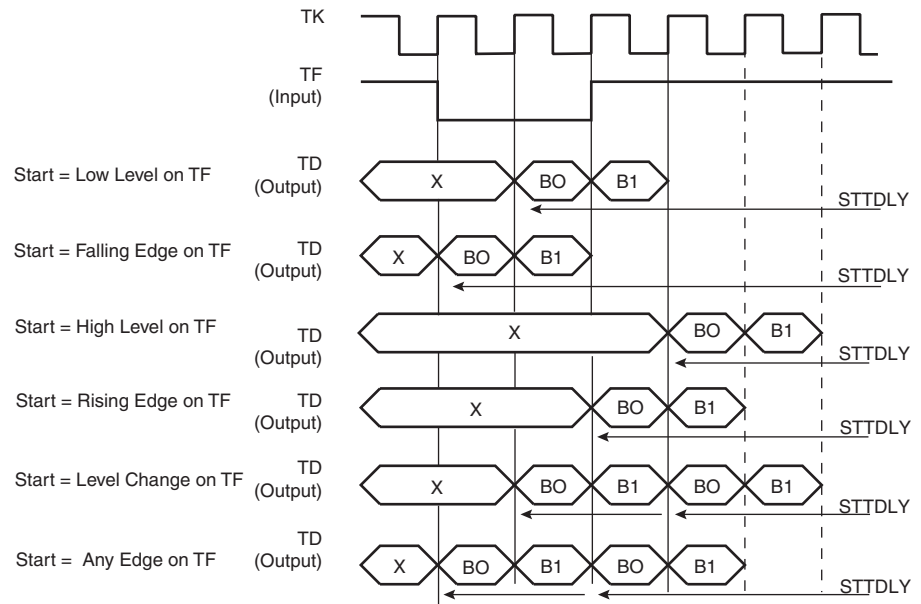 TK
TF
(Input)
Start = Low Level on TF
TD
(Output)
X
BO
B1
STTDLY
Start = Falling Edge on TF
TD
(Output)
X
BO
B1
STTDLY
Start = High Level on TF
TD
(Output)
X
BO
B1
STTDLY
Start = Rising Edge on TF
TD
(Output)
X
BO
B1
STTDLY
Start = Level Change on TF
TD
(Output)
X
BO
B1
BO
B1
STTDLY
Start = Any Edge on TF
TD
(Output)
X
BO
B1
BO
B1
STTDLY